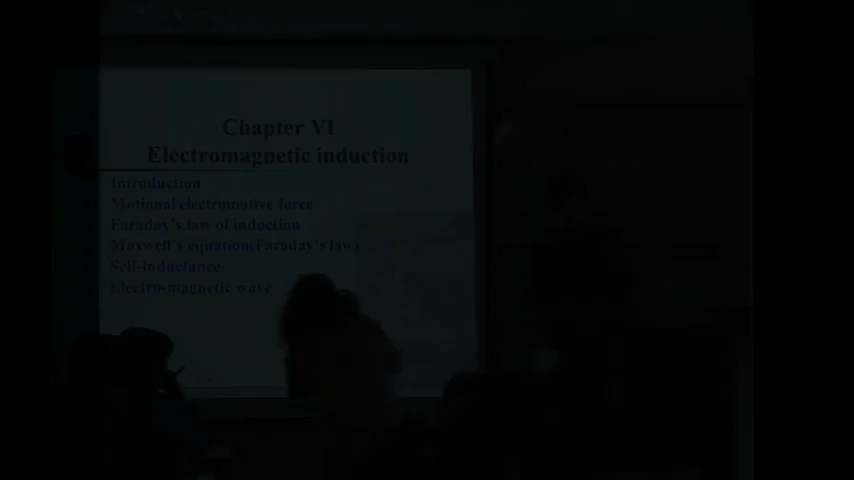 Chapter VI
Electromagnetic induction
Introduction
Motional electromotive force
Faraday's law of induction
Maxwell's equation(Faraday's law)
Self-inductance
Electro-magnetic wave